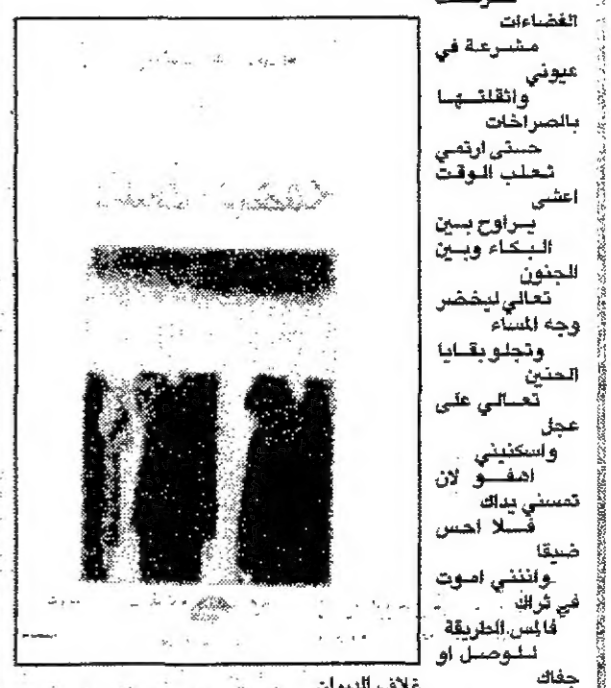 الفضاءات
مشرعة في
عيوني
واثقلتها
بالصراخات
حتى ارتمي
ثعلب الوقت
اعشى
يراوح بين
البكاء وبين
الجنون
تعالي ليخضر
وجه المساء
وتجلو بقايا
الحنين
تعالي على
عجل
واسكنيني
اهفو لان
تمسني يداك
فلا احس
ضيقا
وانني اموت
في ثراك
فالمس الطريقة
للوصل او
جفاك
غلاف الديوان